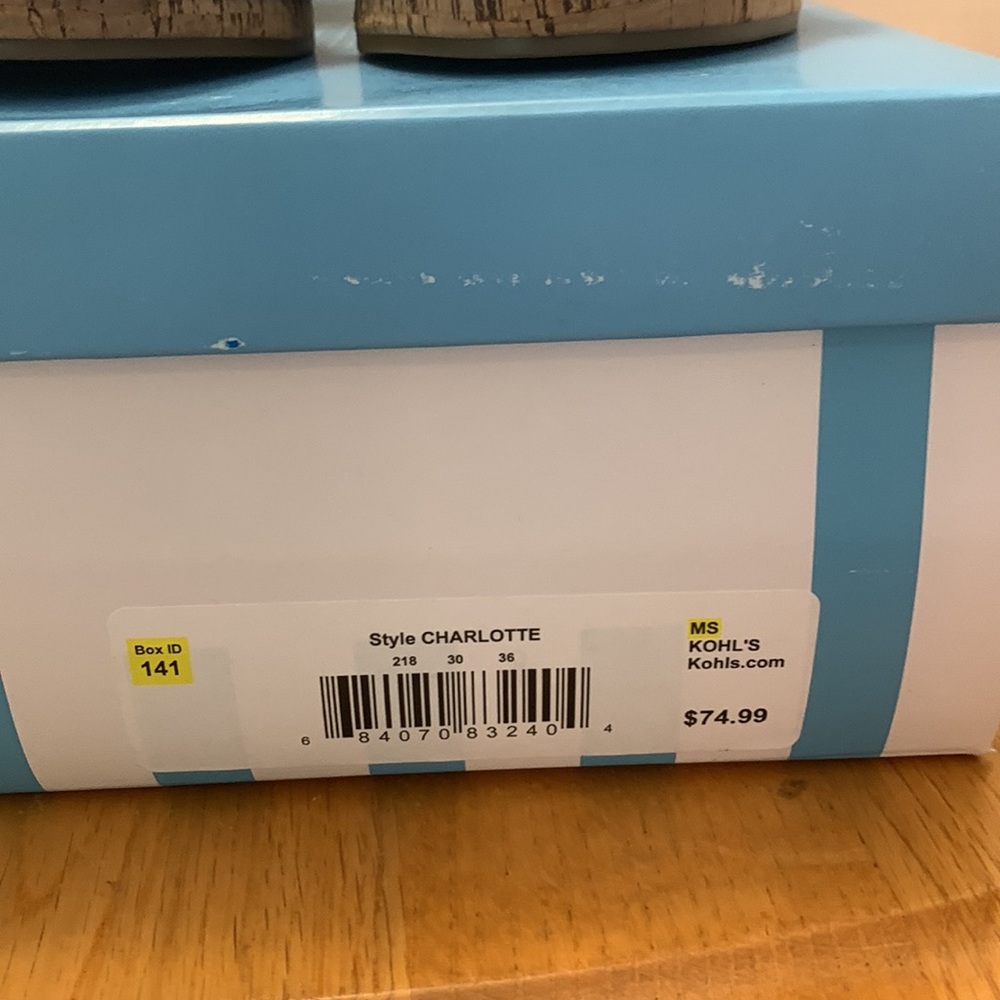 Box ID
141
Style CHARLOTTE
218 30 36
6 84070 83240 4
MS
KOHL'S
Kohls.com
$74.99